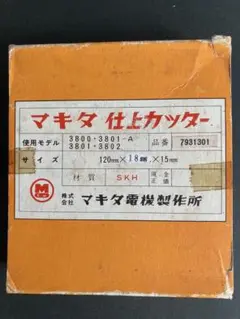 マキタ 仕上カッター
使用モデル 3800・3801-A
3801・3802
品番 7931301
サイズ 120mm×18mm×15mm
材質 SKH
M
株式会社 マキタ電機製作所